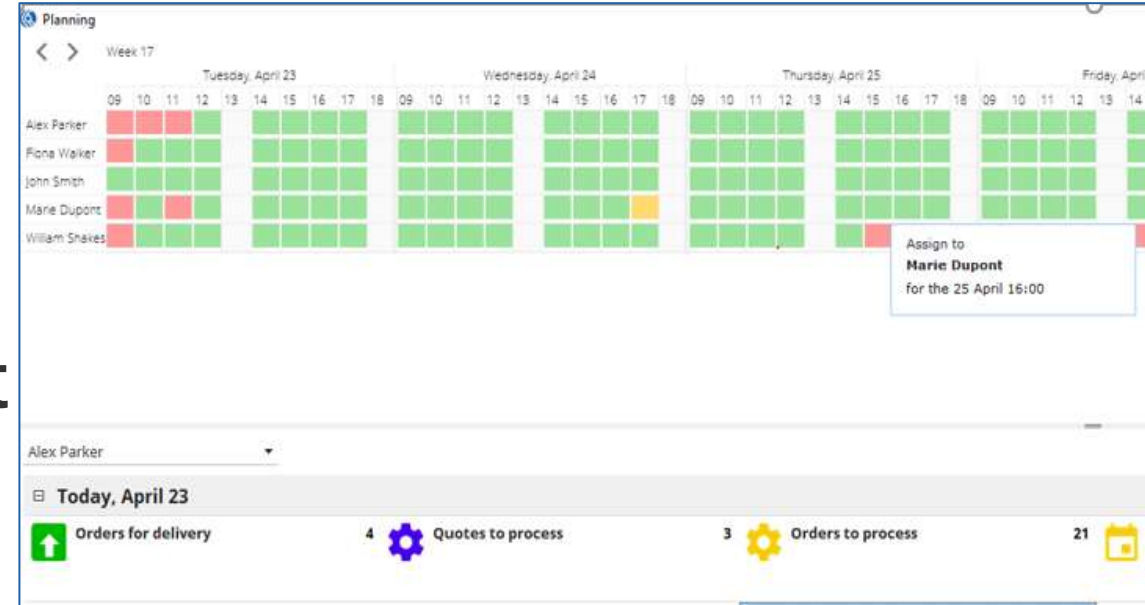 Planning
Week 17
Tuesday, April 23 Wednesday, April 24 Thursday, April 25 Friday, April
09 10 11 12 13 14 15 16 17 18 09 10 11 12 13 14 15 16 17 18 09 10 11 12 13 14 15 16 17 18 09 10 11 12 13 14
Alex Parker
Fiona Walker
John Smith
Marie Dupont
William Shakes
Assign to
Marie Dupont
for the 25 April 16:00
t
Alex Parker
Today, April 23
Orders for delivery 4 Quotes to process 3 Orders to process 21